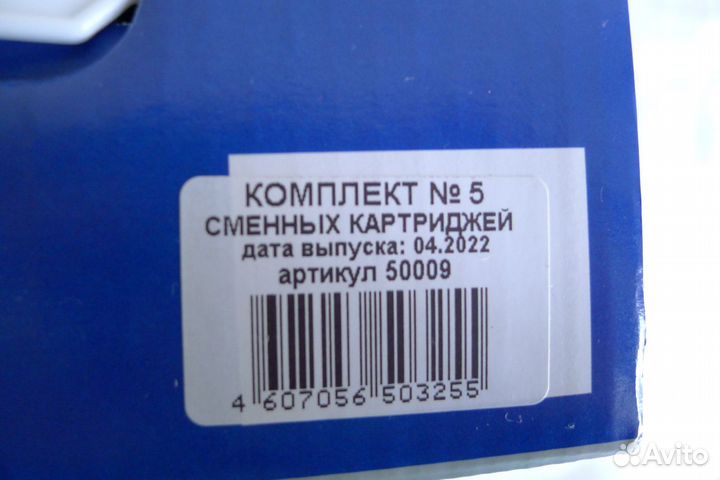 КОМПЛЕКТ № 5
СМЕННЫХ КАРТРИДЖЕЙ
дата выпуска: 04.2022
артикул 50009
4 607056 503255
Avito